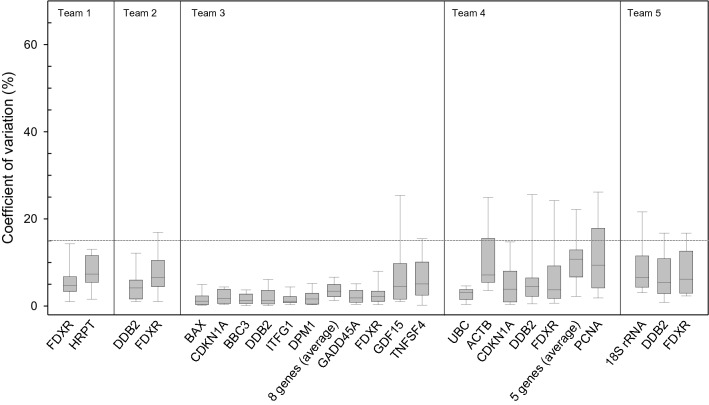 Team 1
Team 2
Team 3
Team 4
Team 5
Coefficient of variation (%)
60
40
20
0
FDXR
HRPT
DDB2
FDXR
BAX
CDKN1A
BBC3
DDB2
ITFG1
DPM1
8 genes (average)
GADD45A
FDXR
GDF15
TNFSF4
UBC
ACTB
CDKN1A
DDB2
FDXR
5 genes (average)
PCNA
18S rRNA
DDB2
FDXR